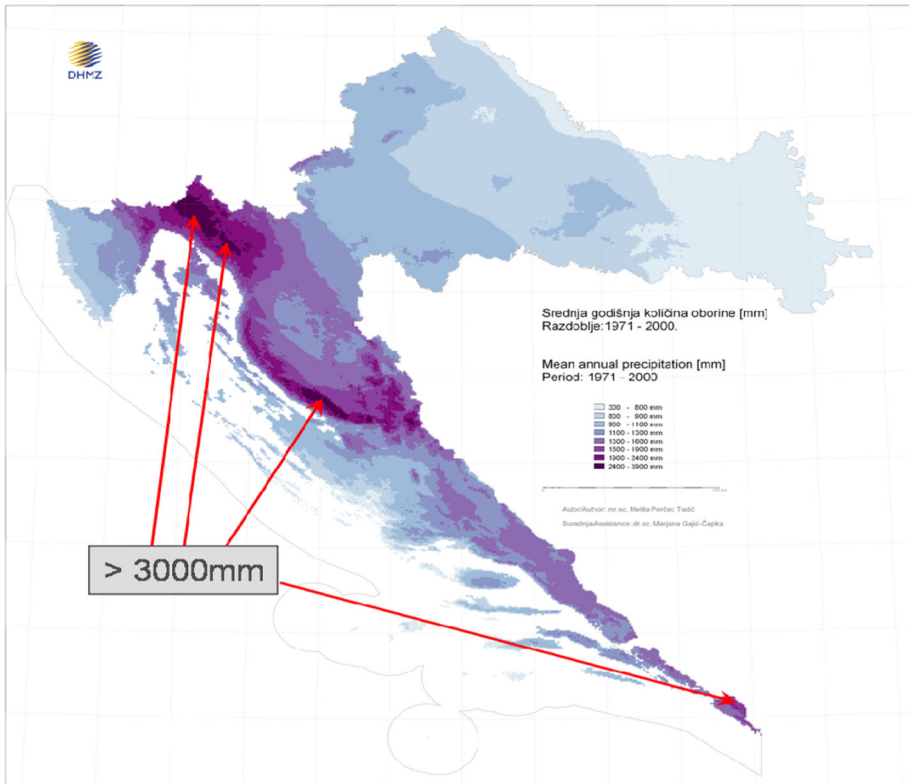 DHMZ
Srednja godišnja količina oborine [mm]
Razdoblje: 1971 - 2000.
Mean annual precipitation [mm]
Period: 1971 - 2000
300 - 800 mm
800 - 900 mm
900 - 1100 mm
1100 - 1300 mm
1300 - 1600 mm
1600 - 1900 mm
1900 - 2400 mm
2400 - 3900 mm
Autor/Author: mr.sc. Melita Perčec Tadić
Suradnja/Assistance: dr.sc. Marjana Gajić-Čapka
> 3000mm